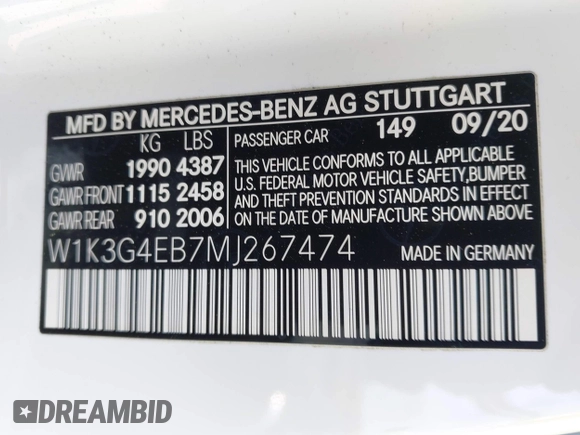 MFD BY MERCEDES-BENZ AG STUTTGART
KG LBS PASSENGER CAR 149 09/20
GVWR 1990 4387
GAWR FRONT 1115 2458
GAWR REAR 910 2006
THIS VEHICLE CONFORMS TO ALL APPLICABLE
U.S. FEDERAL MOTOR VEHICLE SAFETY, BUMPER
AND THEFT PREVENTION STANDARDS IN EFFECT
ON THE DATE OF MANUFACTURE SHOWN ABOVE.
W1K3G4EB7MJ267474 MADE IN GERMANY
DREAMBID